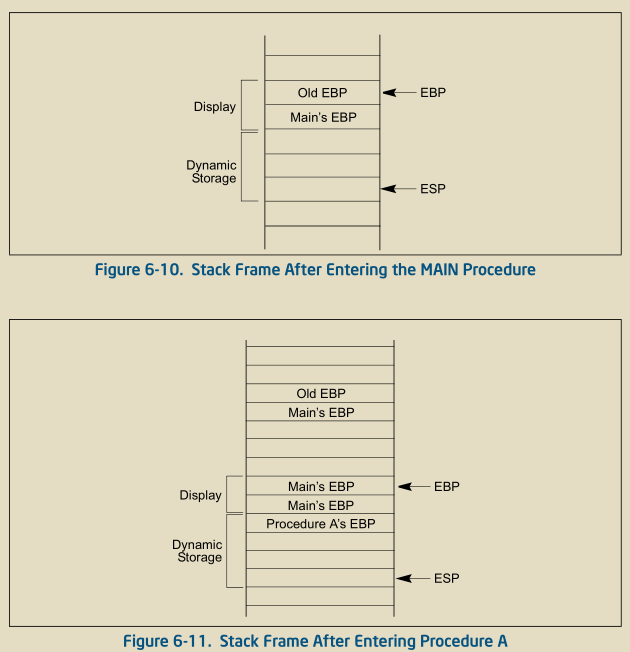 Old EBP
EBP
Display
Main's EBP
Dynamic
Storage
ESP
Figure 6-10. Stack Frame After Entering the MAIN Procedure
Old EBP
Main's EBP
Main's EBP
EBP
Display
Main's EBP
Procedure A's EBP
Dynamic
Storage
ESP
Figure 6-11. Stack Frame After Entering Procedure A